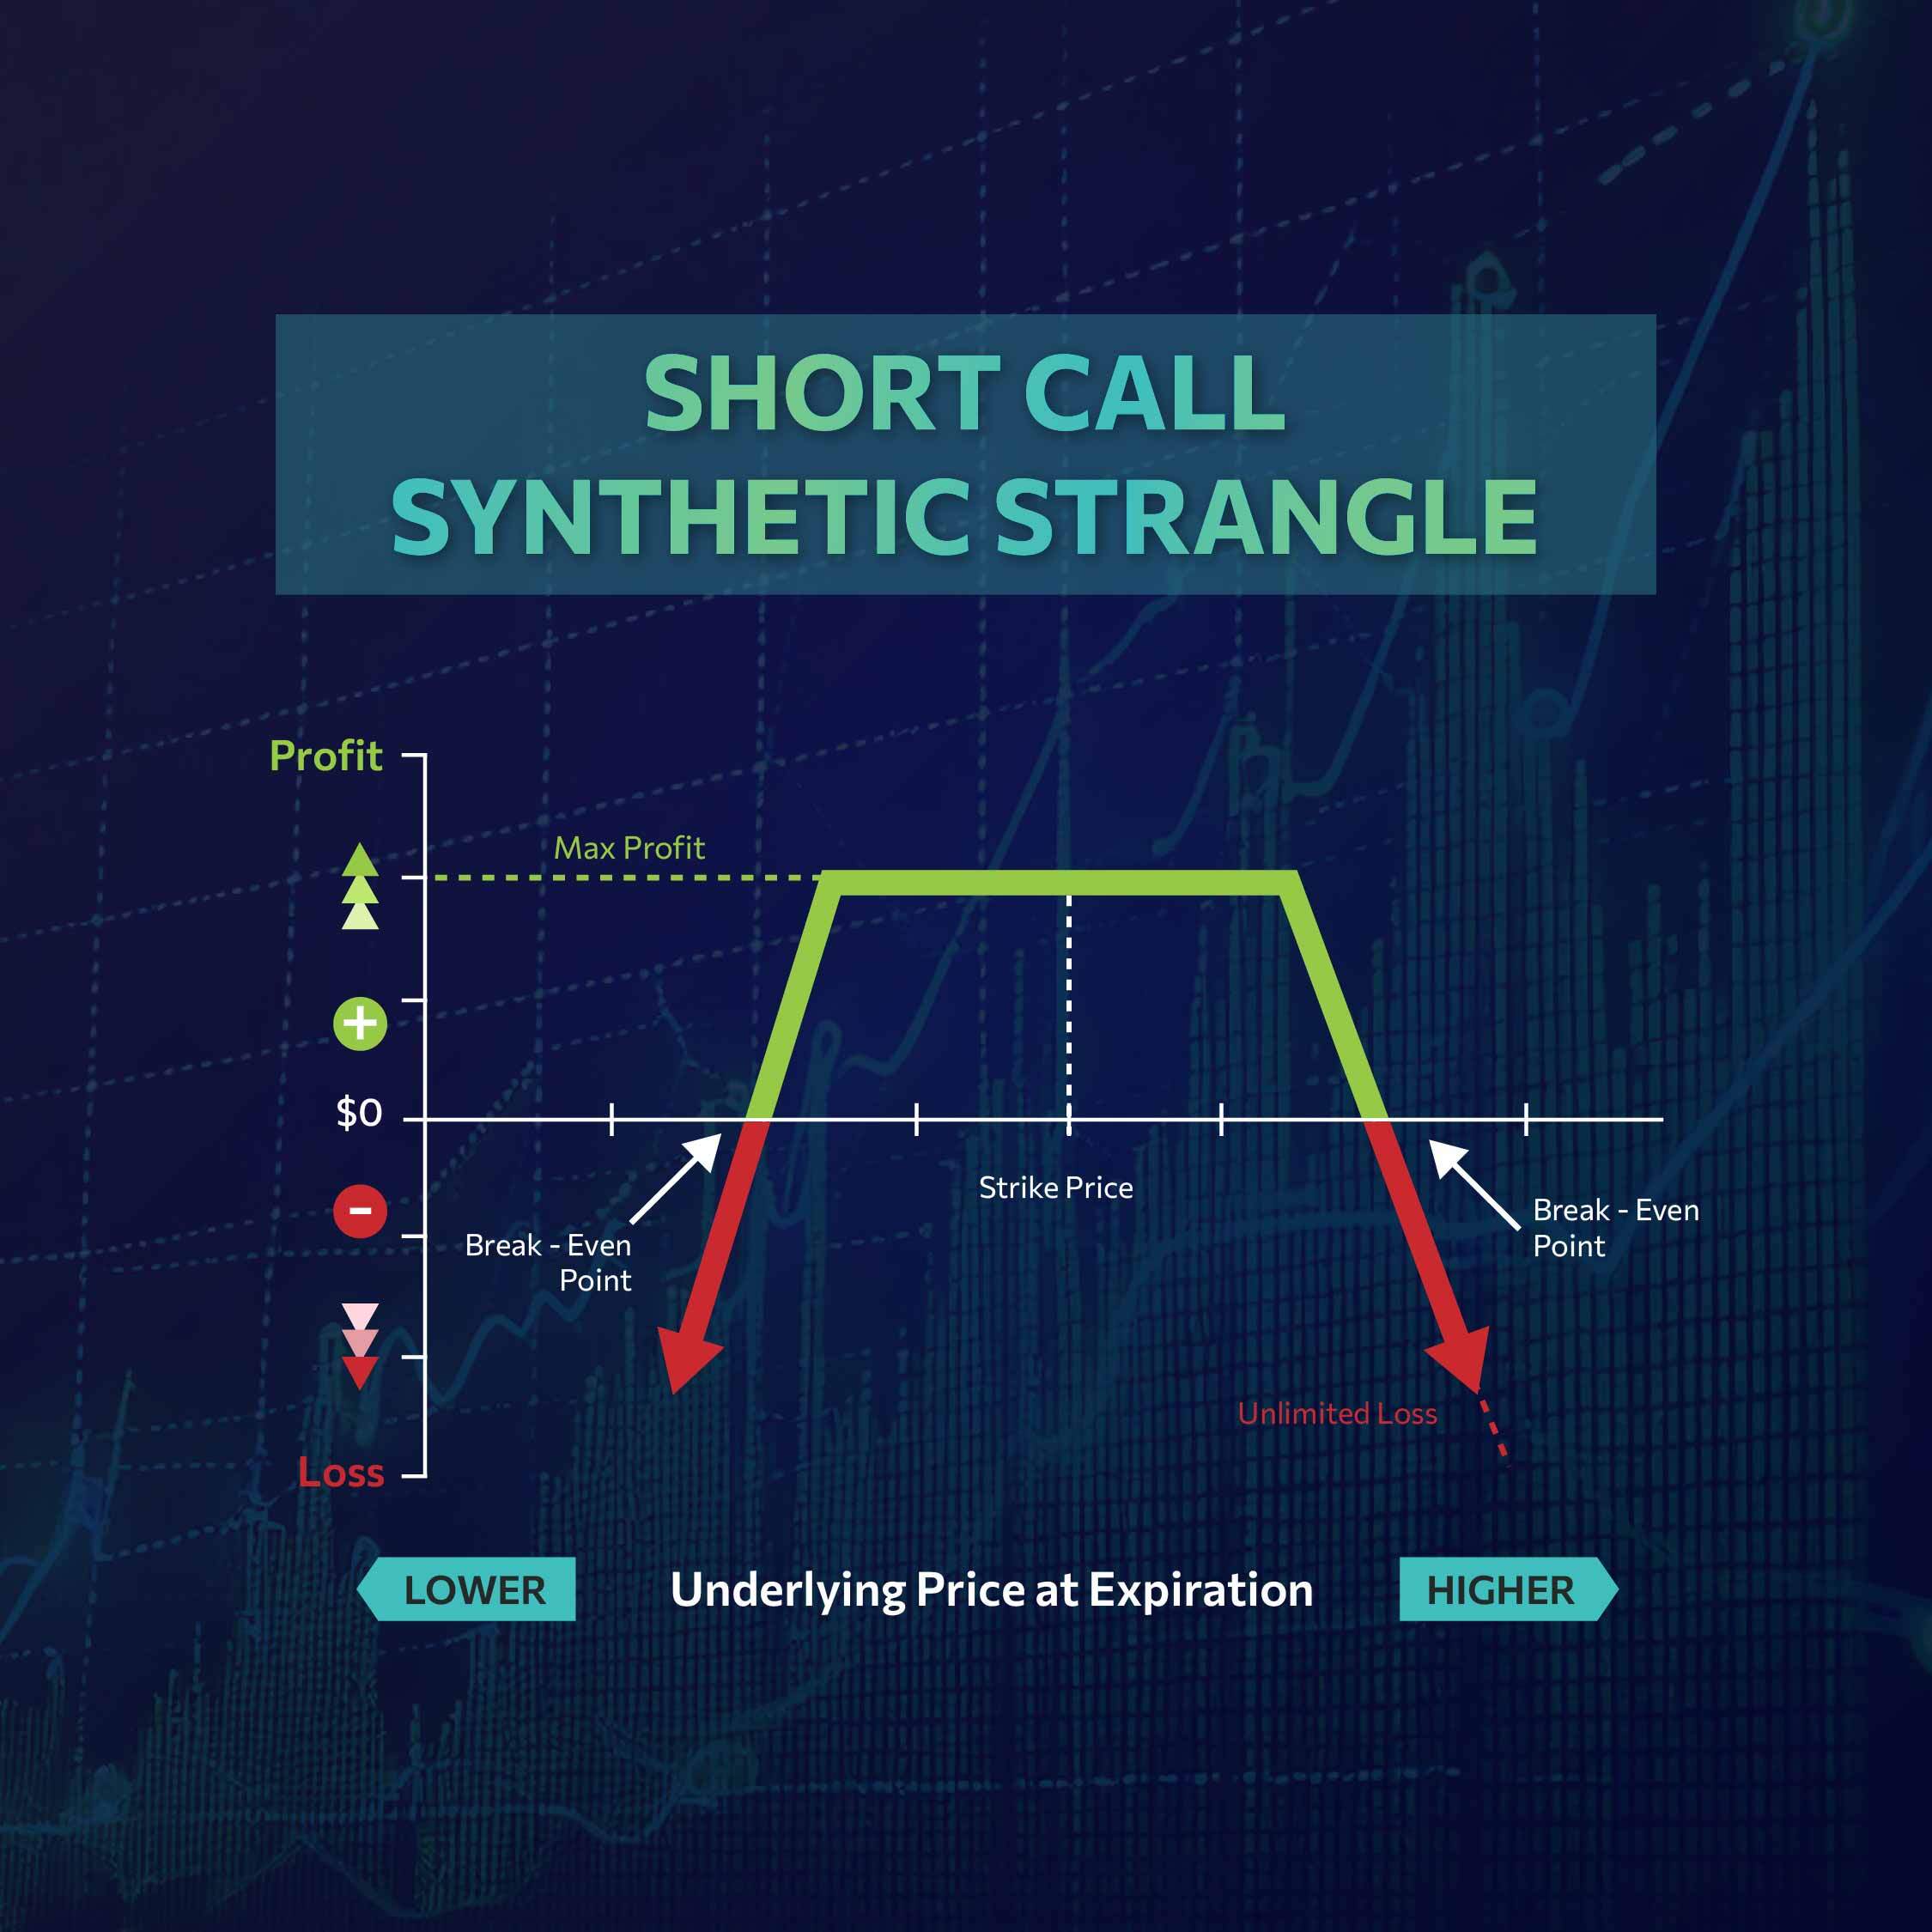 SHORT CALL
SYNTHETIC STRANGLE
Profit
Max Profit
+
$0
Strike Price
-
Break - Even
Point
Break - Even
Point
Unlimited Loss
Loss
LOWER
Underlying Price at Expiration
HIGHER